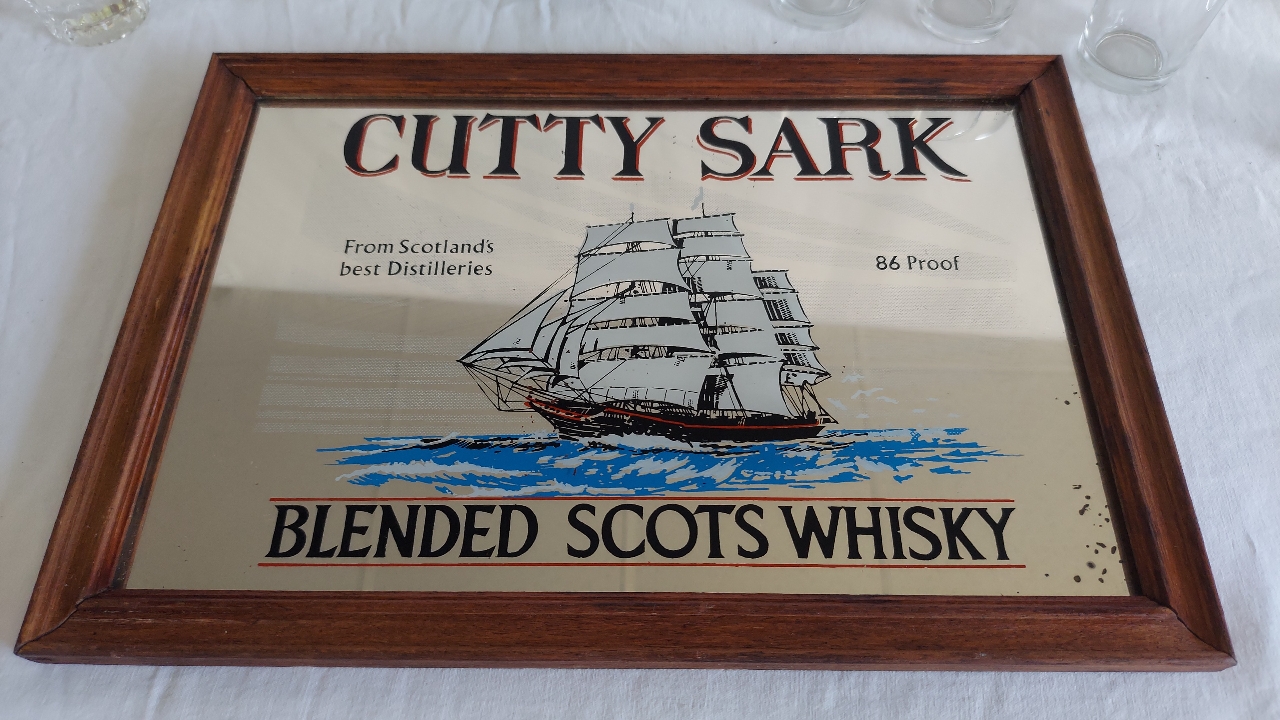 CUTTY SARK
From Scotland's
best Distilleries
86 Proof
BLENDED SCOTS WHISKY